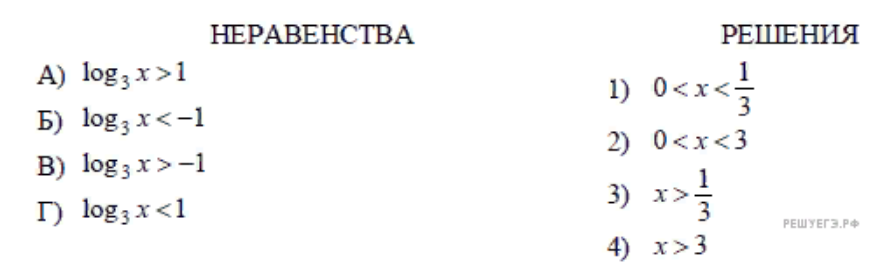 НЕРАВЕНСТВА
А) log₃ x > 1
Б) log₃ x < −1
В) log₃ x > −1
Г) log₃ x < 1
РЕШЕНИЯ
1) 0 < x < 1/3
2) 0 < x < 3
3) x > 1/3
4) x > 3
РЕШУЕГЭ.РФ